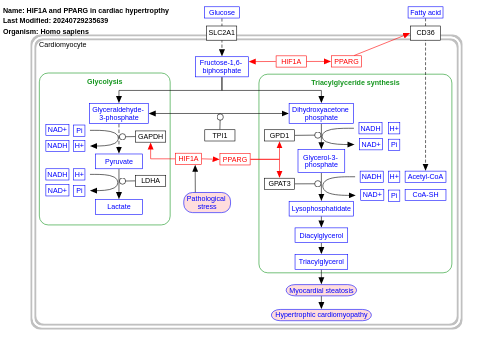 Name: HIF1A and PPARG in cardiac hypertropthy
Last Modified: 20240729235639
Organism: Homo sapiens
Glucose
Fatty acid
SLC2A1
CD36
Cardiomyocyte
Fructose-1,6-
biphosphate
HIF1A
PPARG
Glycolysis
Triacylglyceride synthesis
Glyceraldehyde-
3-phosphate
Dihydroxyacetone
phosphate
NAD+
Pi
GAPDH
TPI1
GPD1
NADH
H+
NADH
H+
NAD+
Pi
Pyruvate
HIF1A
PPARG
Glycerol-3-
phosphate
NADH
H+
LDHA
GPAT3
NADH
H+
Acetyl-CoA
NAD+
Pi
NAD+
Pi
CoA-SH
Lactate
Pathological
stress
Lysophosphatidate
Diacylglycerol
Triacylglycerol
Myocardial steatosis
Hypertrophic cardiomyopathy